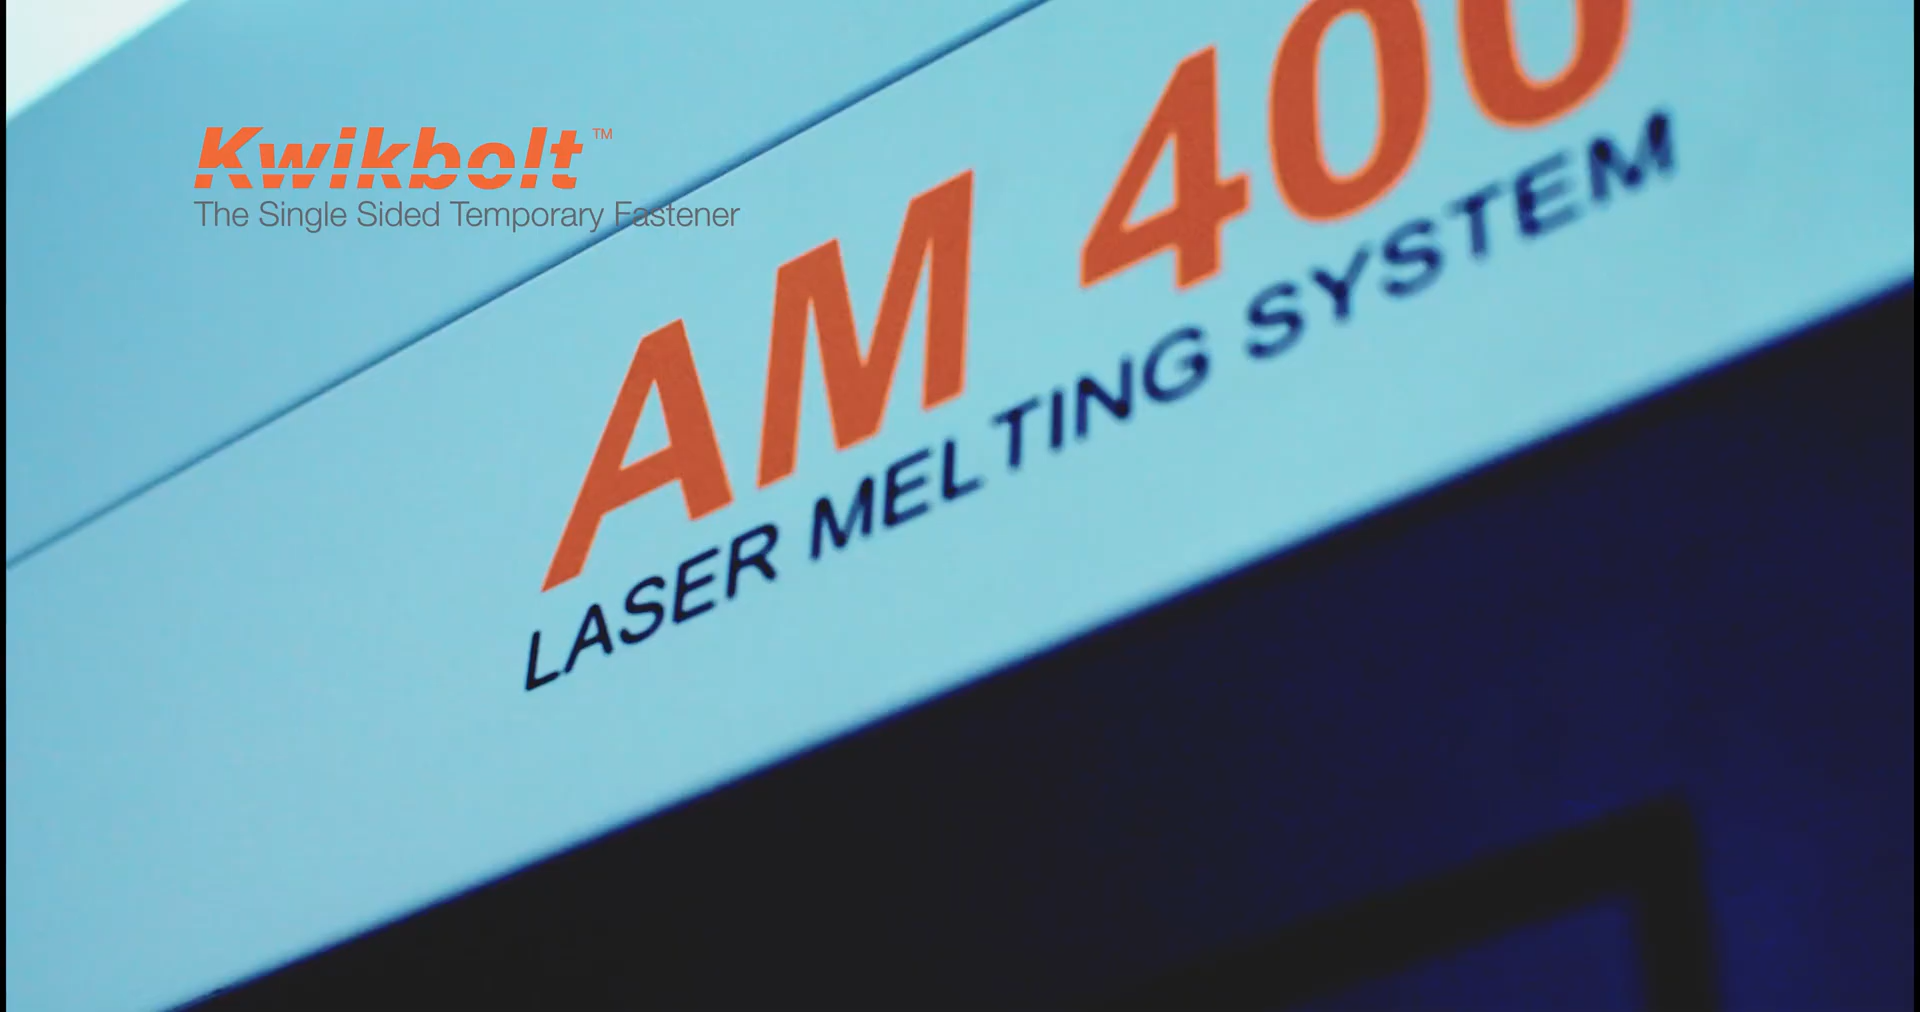 Kwikbolt™
The Single Sided Temporary Fastener
AM 400
LASER MELTING SYSTEM